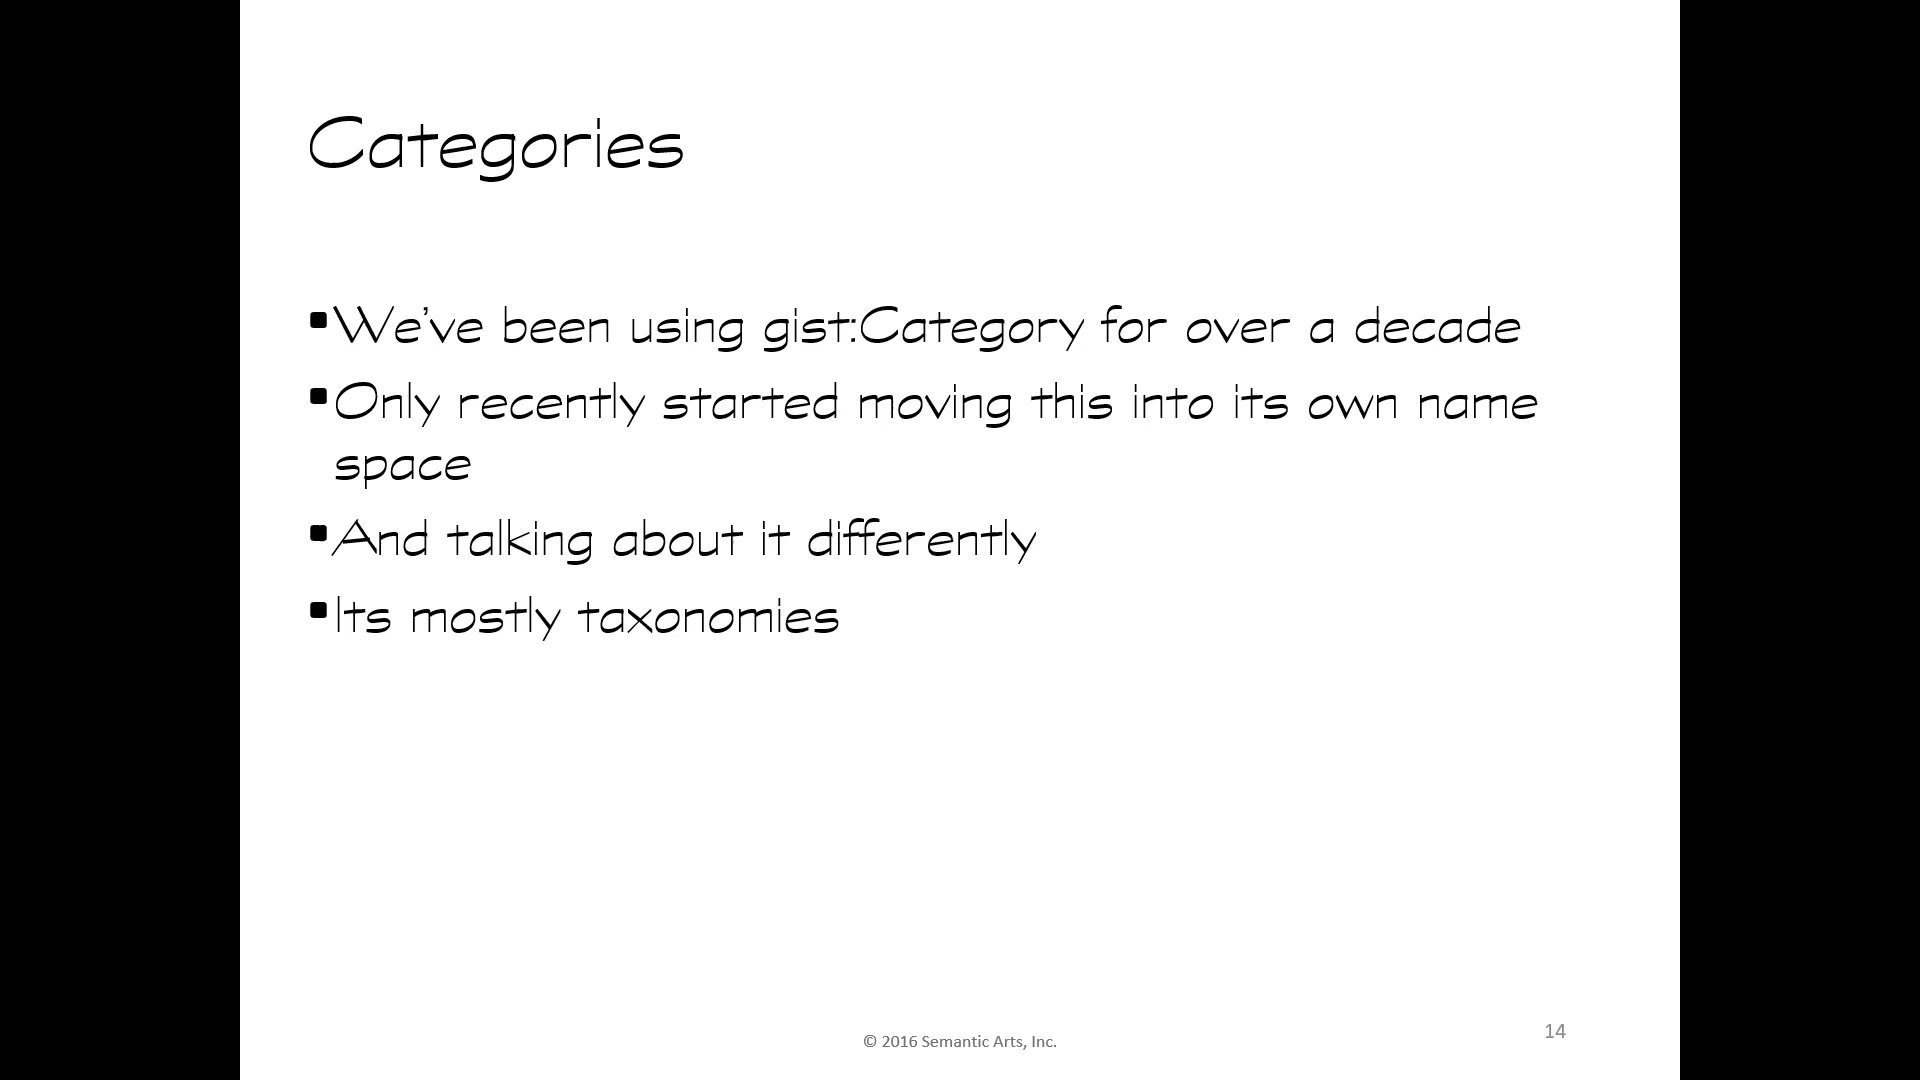 Categories
▪We’ve been using gist:Category for over a decade
▪Only recently started moving this into its own name
space
▪And talking about it differently
▪Its mostly taxonomies
© 2016 Semantic Arts, Inc.
14